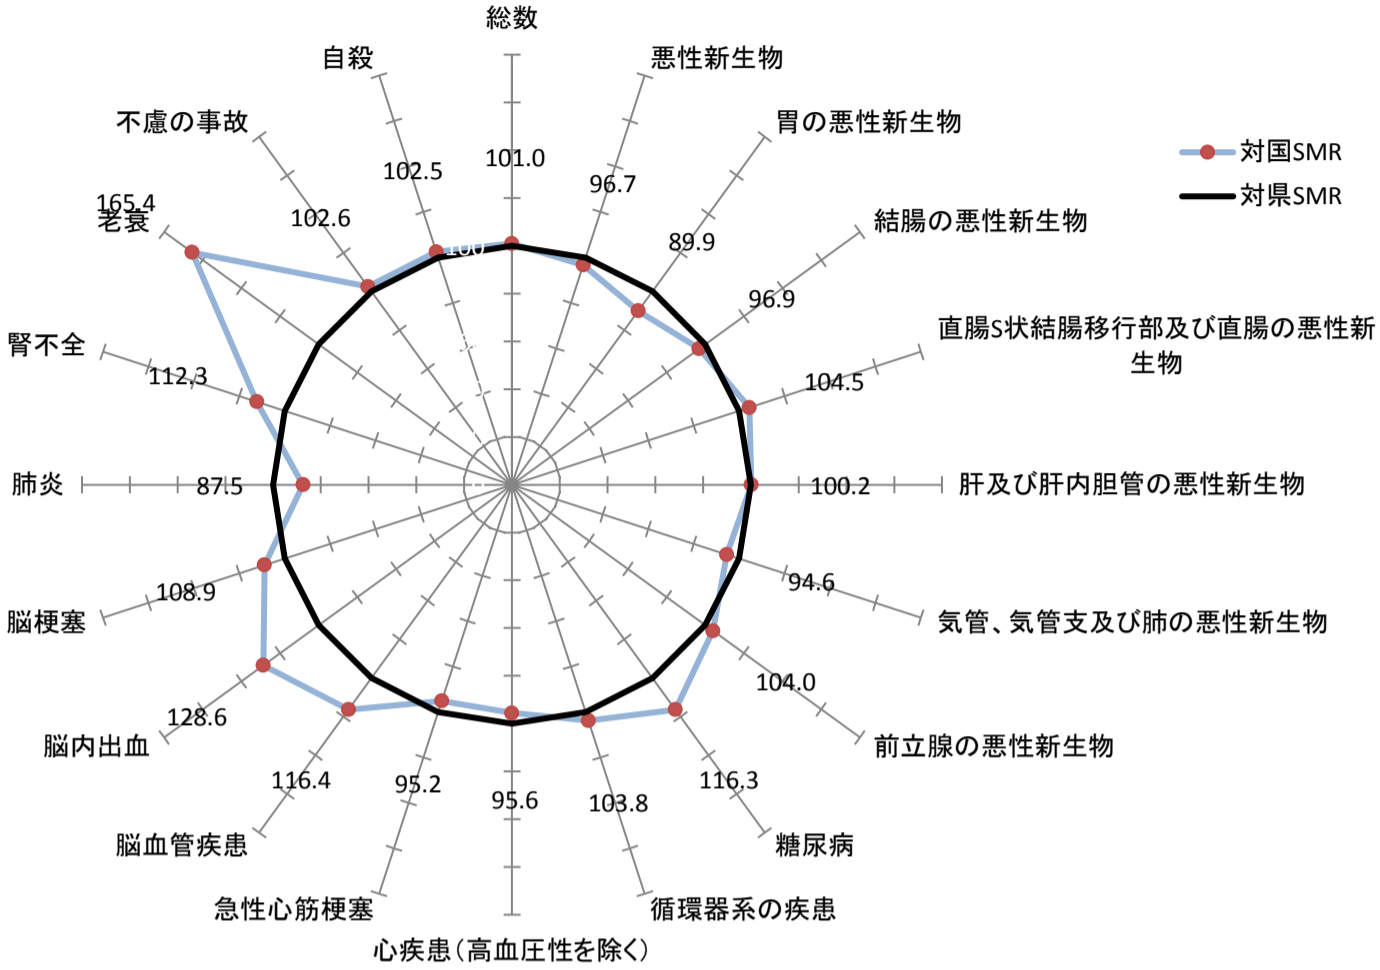 総数
自殺
悪性新生物
不慮の事故
胃の悪性新生物
102.5
101.0
96.7
対国SMR
対県SMR
165.4
老衰
102.6
100
89.9
結腸の悪性新生物
96.9
腎不全
112.3
104.5
直腸S状結腸移行部及び直腸の悪性新
生物
肺炎
87.5
100.2
肝及び肝内胆管の悪性新生物
脳梗塞
108.9
94.6
気管、気管支及び肺の悪性新生物
脳内出血
128.6
104.0
前立腺の悪性新生物
脳血管疾患
116.4
95.2
95.6
103.8
116.3
糖尿病
急性心筋梗塞
循環器系の疾患
心疾患(高血圧性を除く)